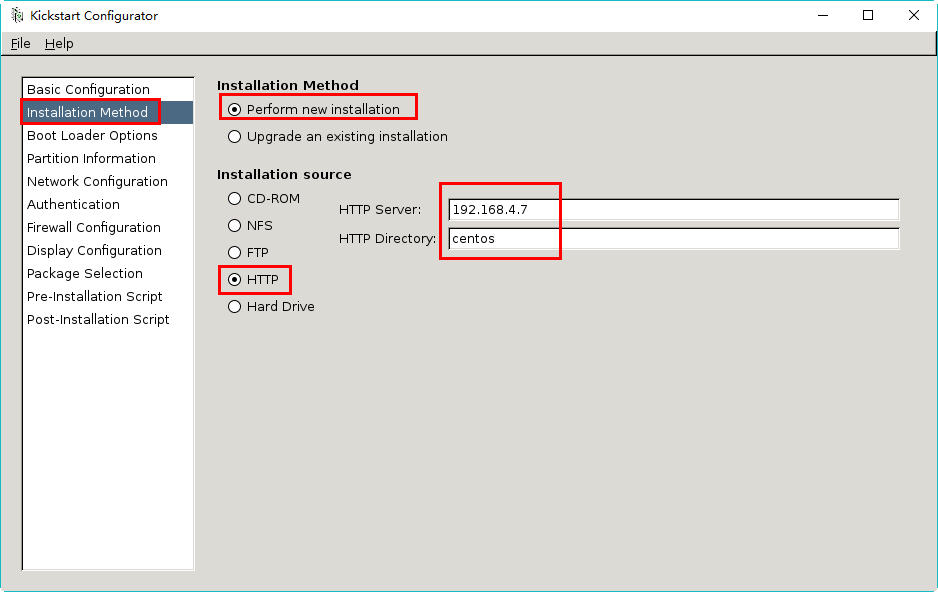 Kickstart Configurator
File Help
Basic Configuration
Installation Method
Boot Loader Options
Partition Information
Network Configuration
Authentication
Firewall Configuration
Display Configuration
Package Selection
Pre-Installation Script
Post-Installation Script
Installation Method
Perform new installation
Upgrade an existing installation
Installation source
CD-ROM
NFS
FTP
HTTP
Hard Drive
HTTP Server: 192.168.4.7
HTTP Directory: centos